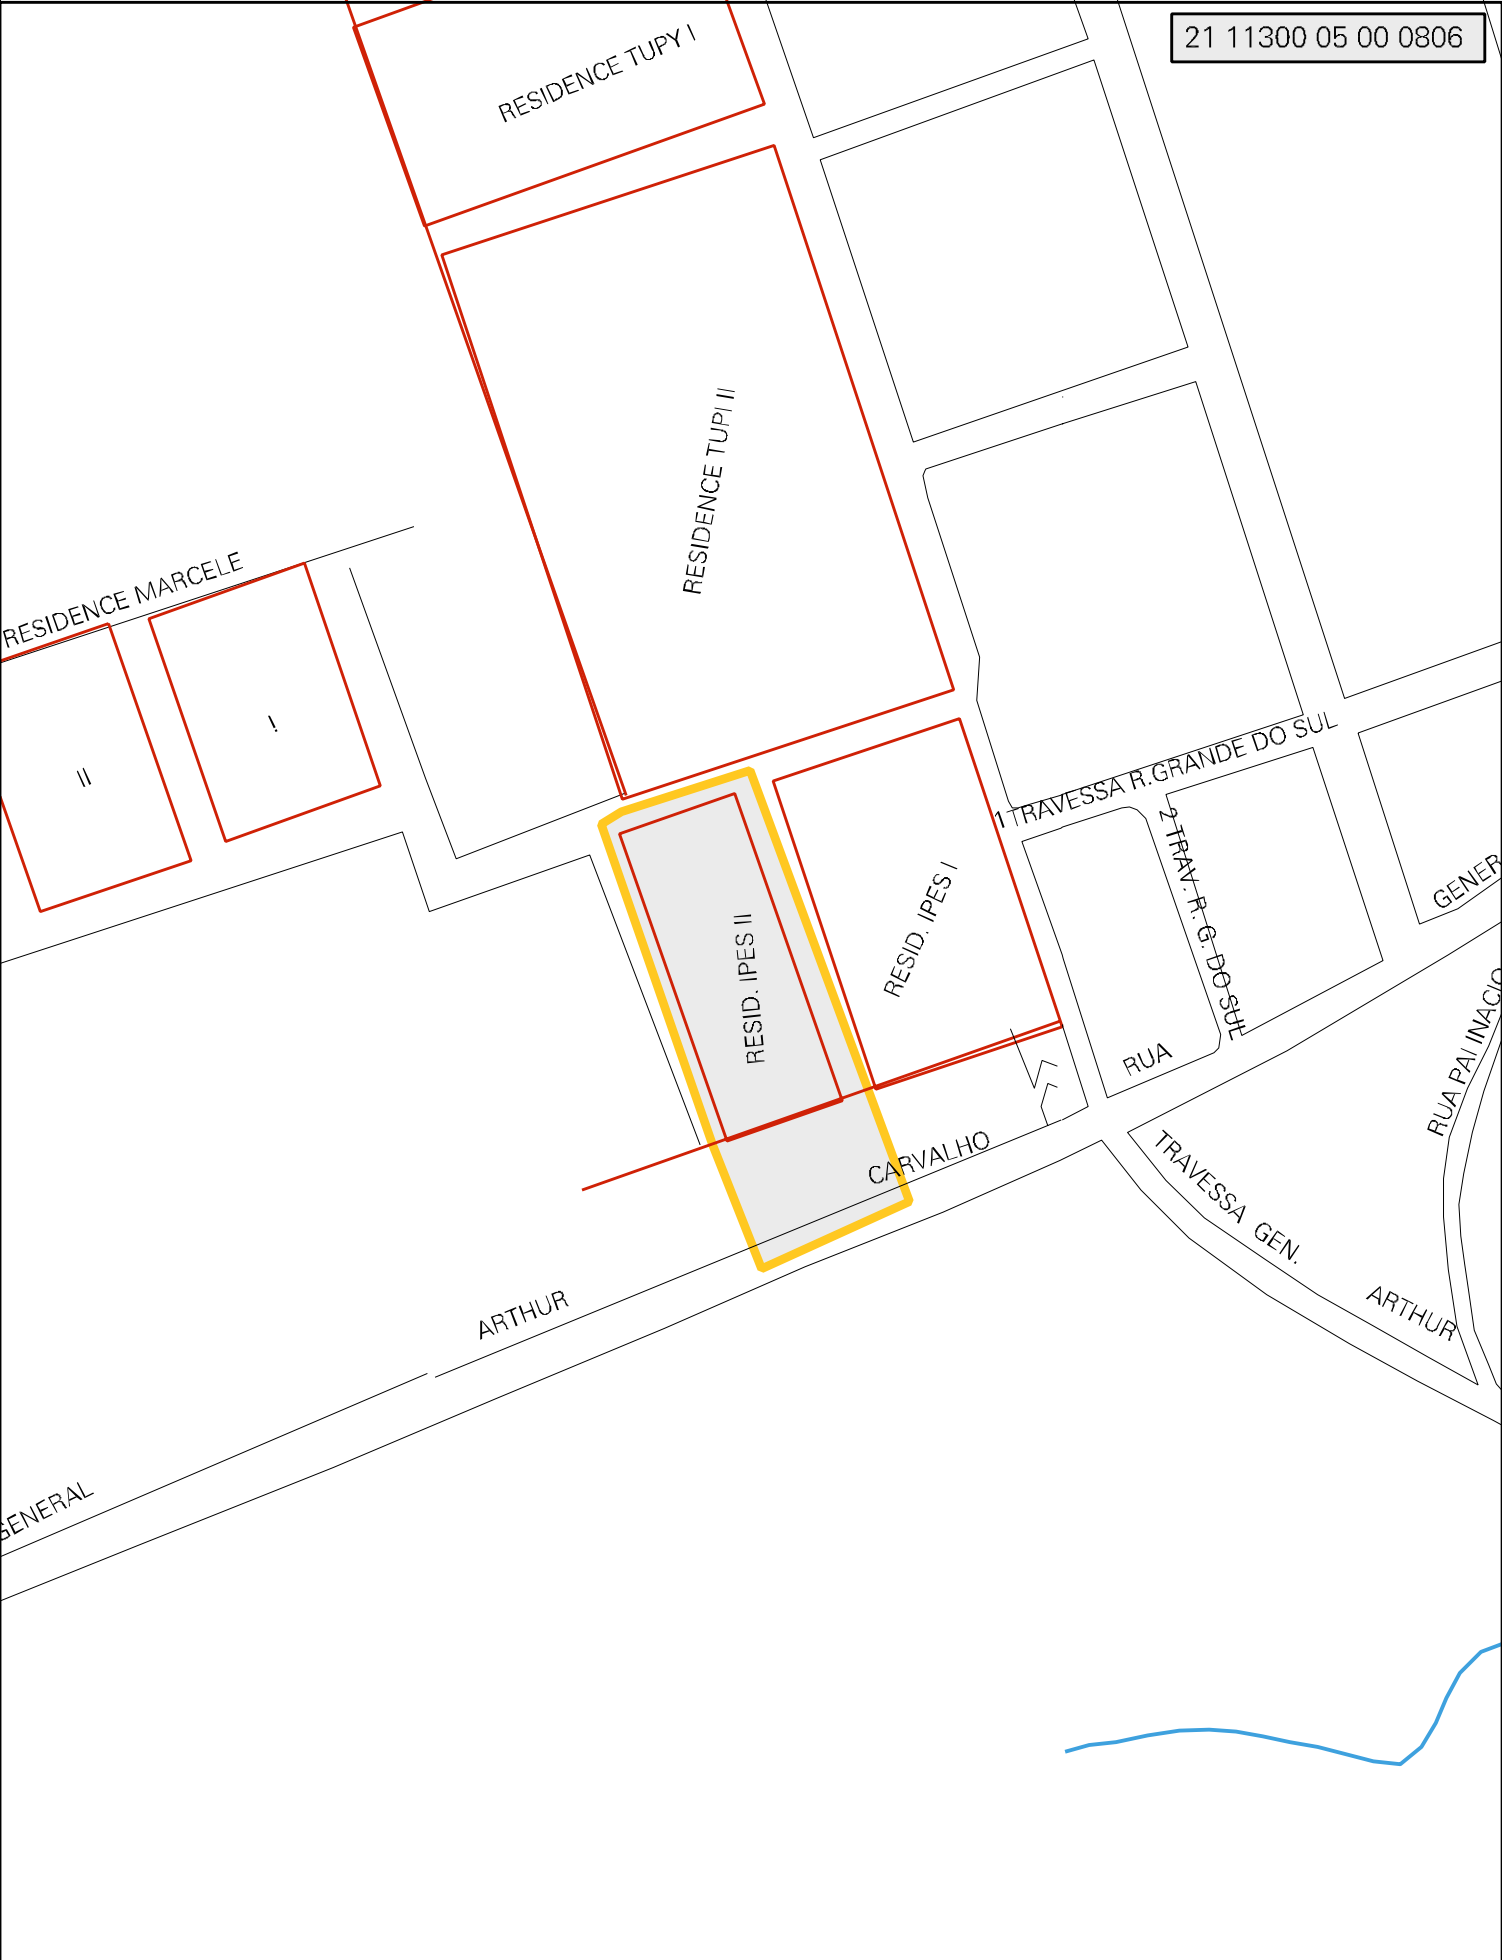 21 11300 05 00 0806
RESIDENCE TUPY I
RESIDENCE TUPI II
RESIDENCE MARCELE
I
II
1 TRAVESSA R.GRANDE DO SUL
2 TRAV. R. G. DO SUL
RESID. IPES I
RESID. IPES II
GENER
RUA PAI INACIO
RUA
CARVALHO
TRAVESSA GEN.
ARTHUR
ARTHUR
GENERAL